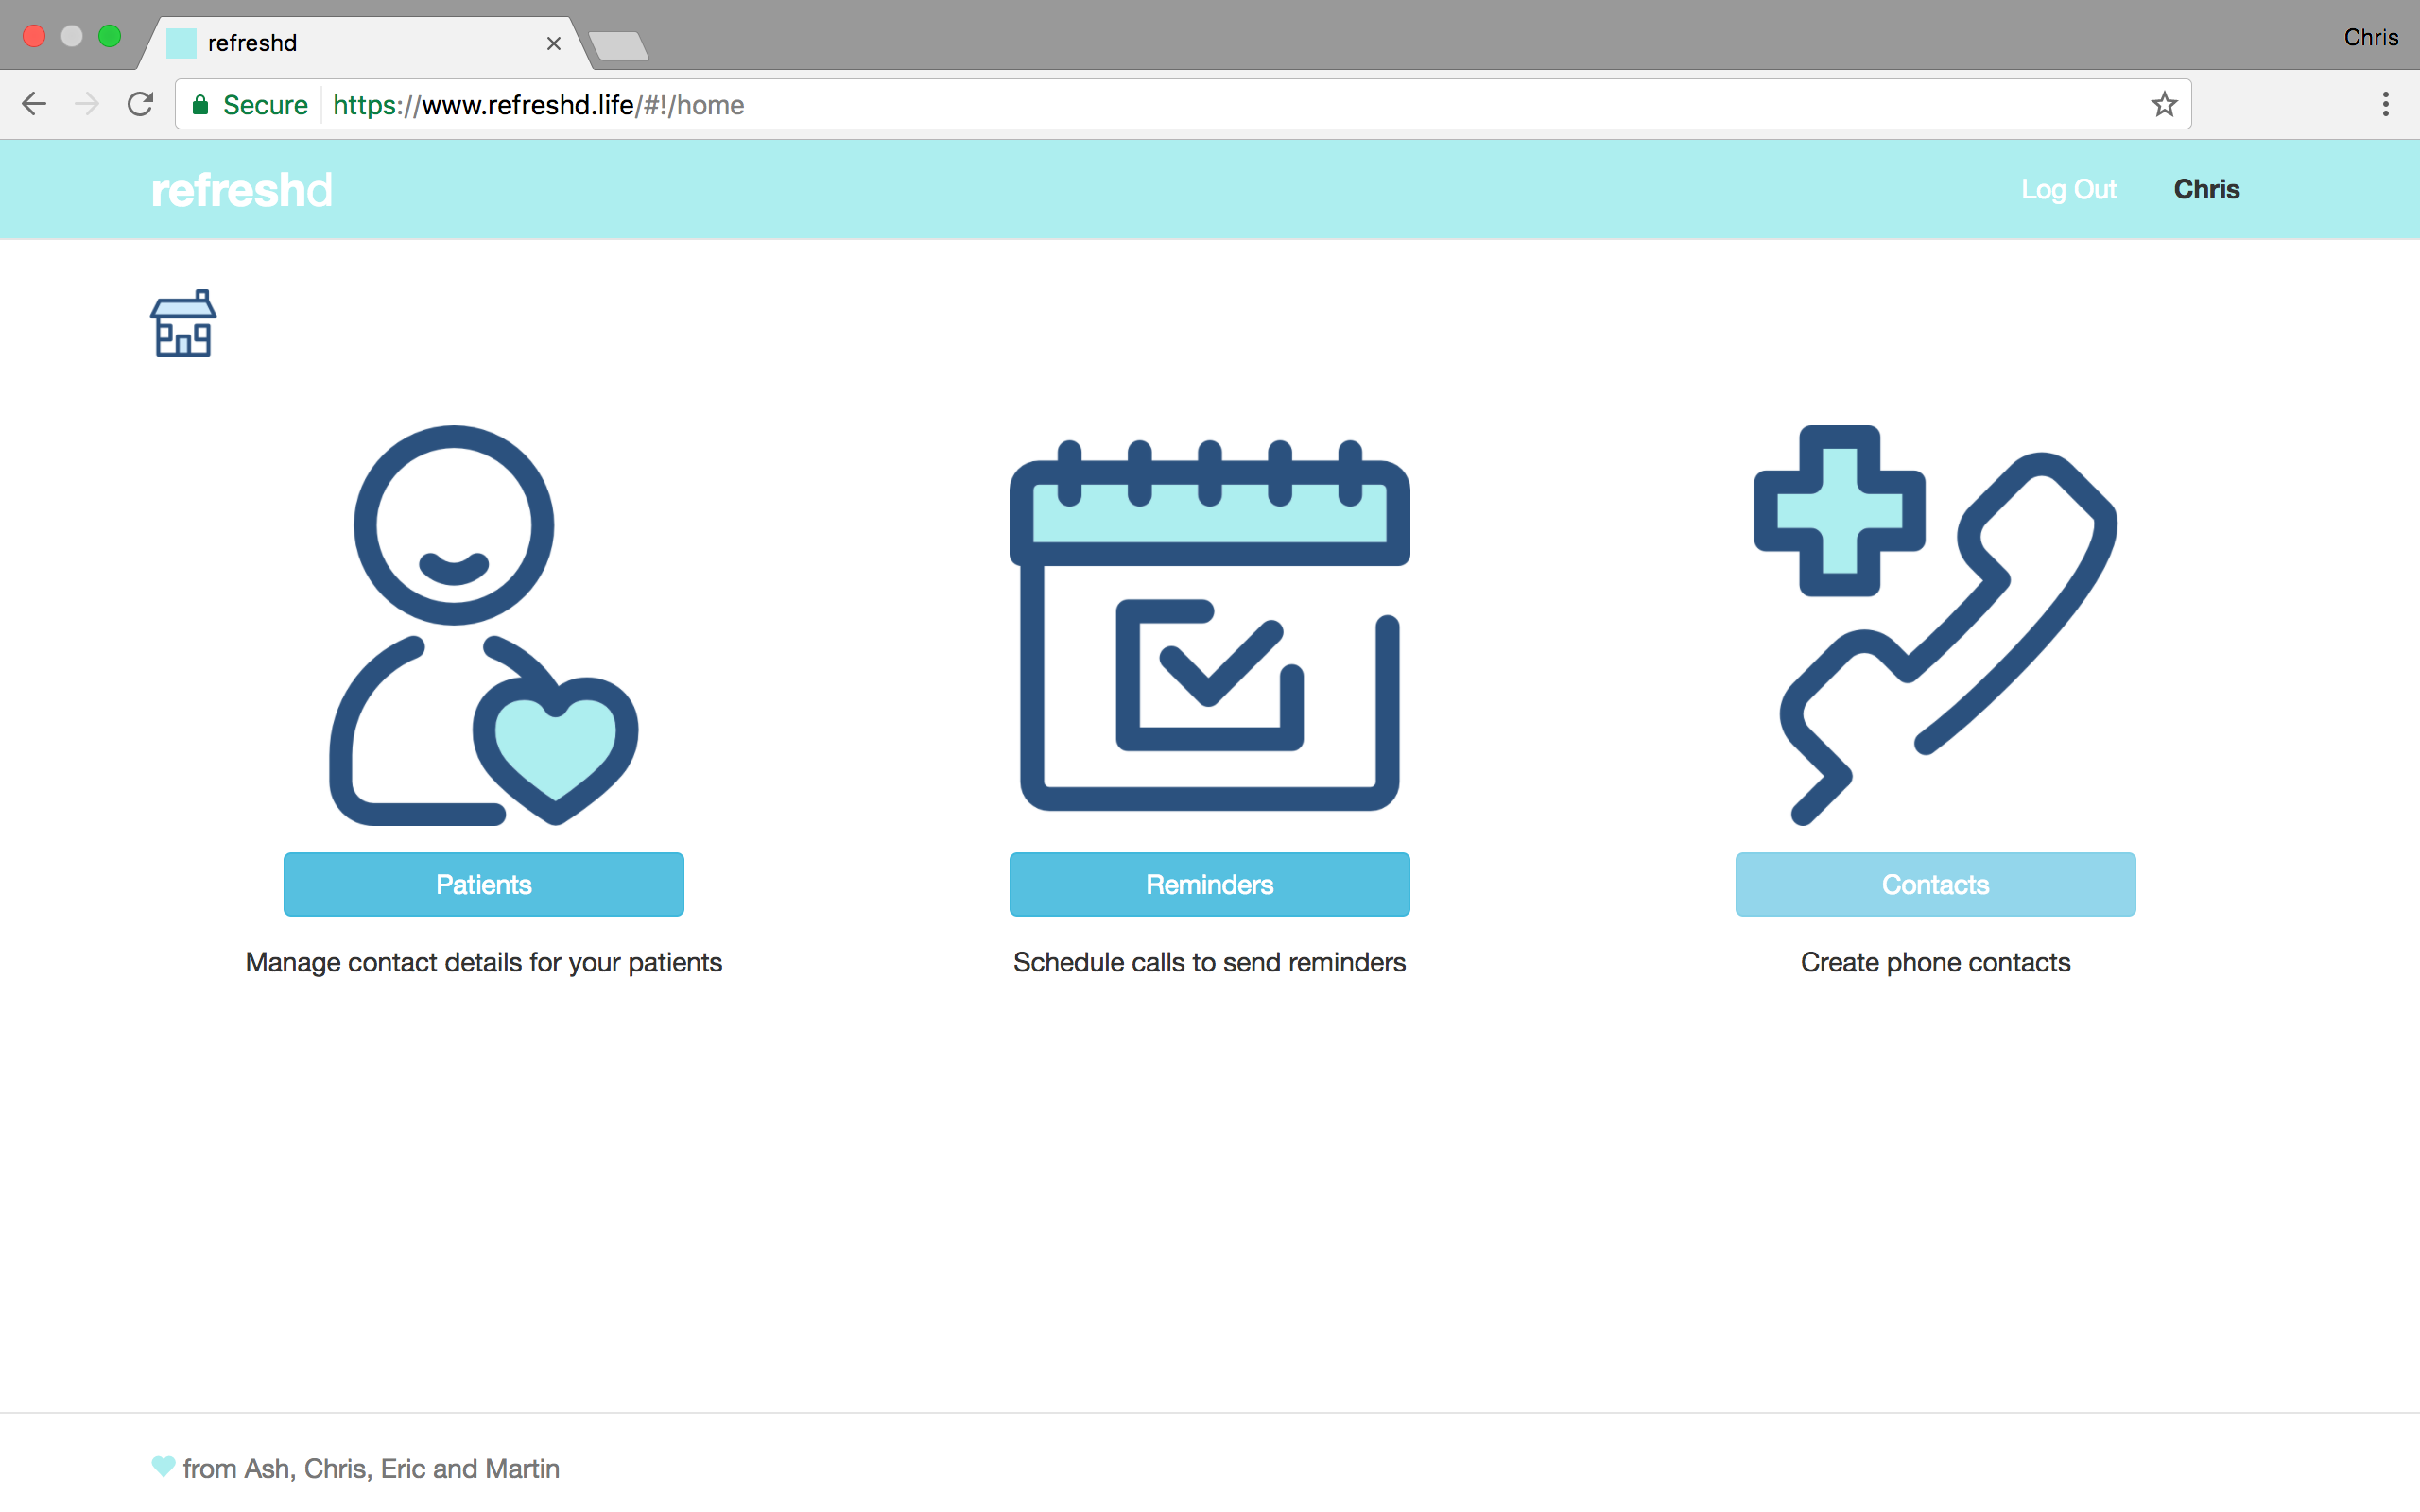 refreshd
Chris
Secure
https://www.refreshd.life/#!/home
refreshd
Log Out
Chris
Patients
Reminders
Contacts
Manage contact details for your patients
Schedule calls to send reminders
Create phone contacts
from Ash, Chris, Eric and Martin